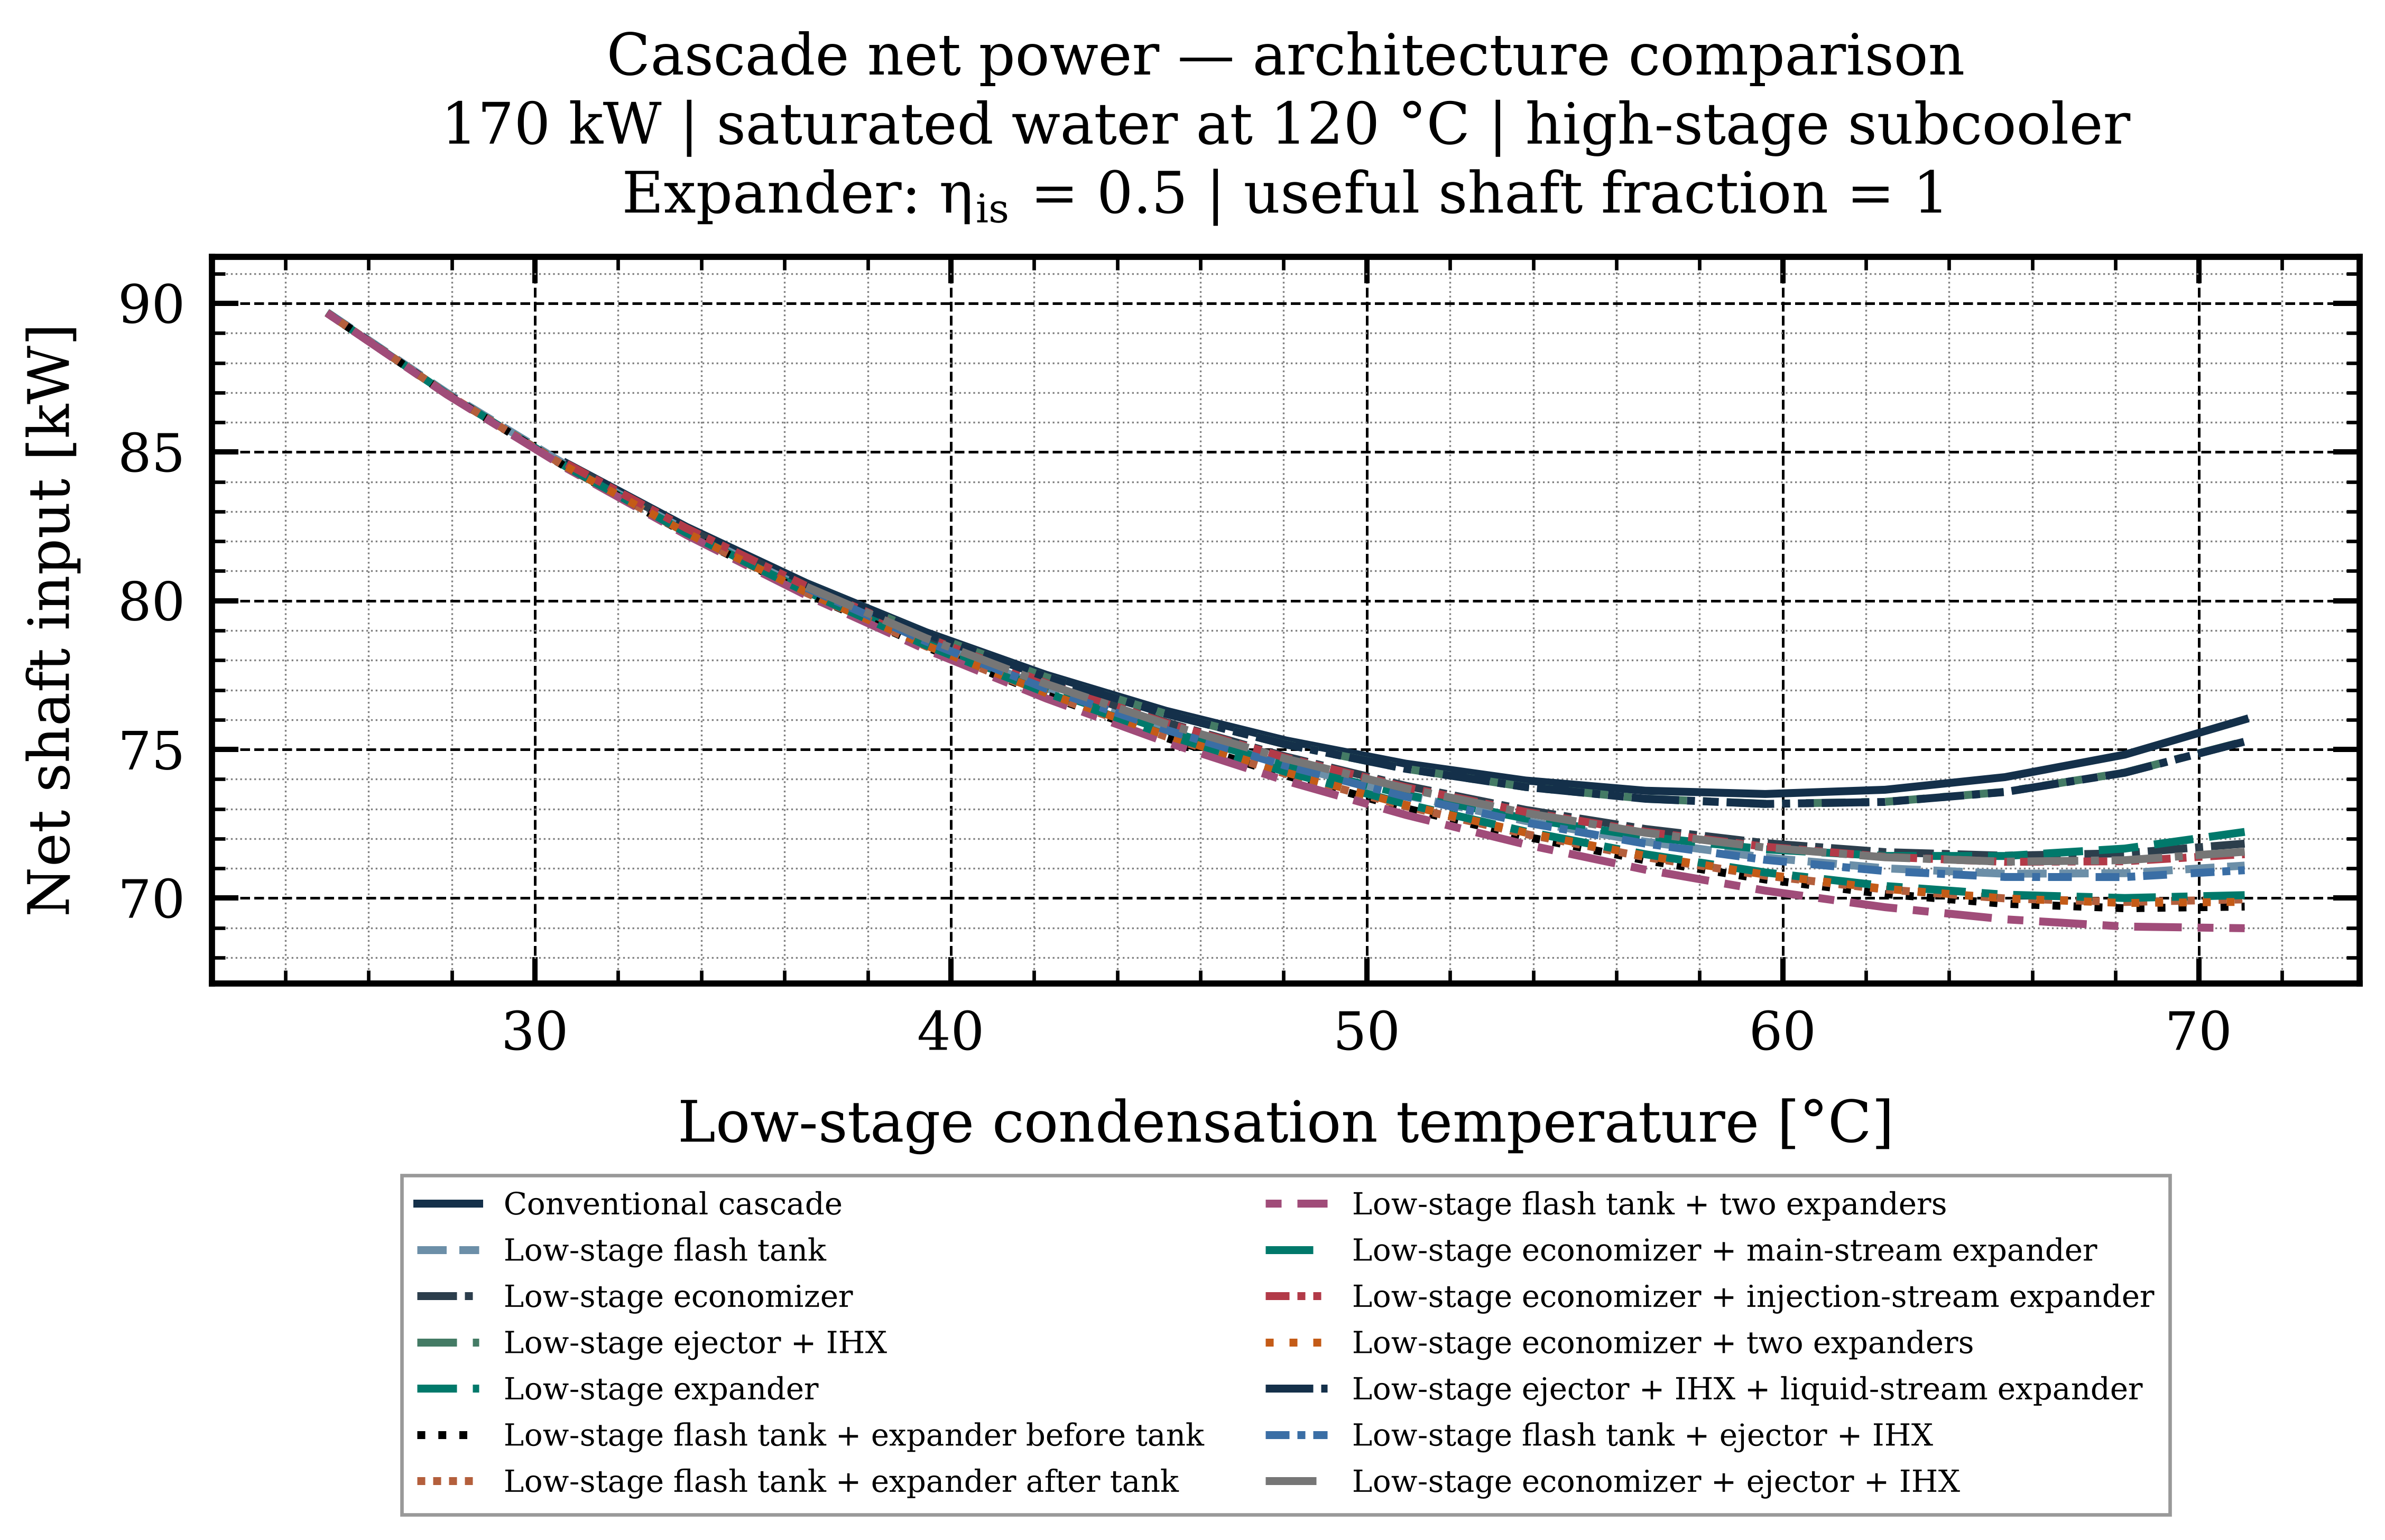 Cascade net power — architecture comparison
170 kW | saturated water at 120 °C | high-stage subcooler
Expander: ηis = 0.5 | useful shaft fraction = 1
Net shaft input [kW]
90
85
80
75
70
30 40 50 60 70
Low-stage condensation temperature [°C]
Conventional cascade
Low-stage flash tank
Low-stage economizer
Low-stage ejector + IHX
Low-stage expander
Low-stage flash tank + expander before tank
Low-stage flash tank + expander after tank
Low-stage flash tank + two expanders
Low-stage economizer + main-stream expander
Low-stage economizer + injection-stream expander
Low-stage economizer + two expanders
Low-stage ejector + IHX + liquid-stream expander
Low-stage flash tank + ejector + IHX
Low-stage economizer + ejector + IHX